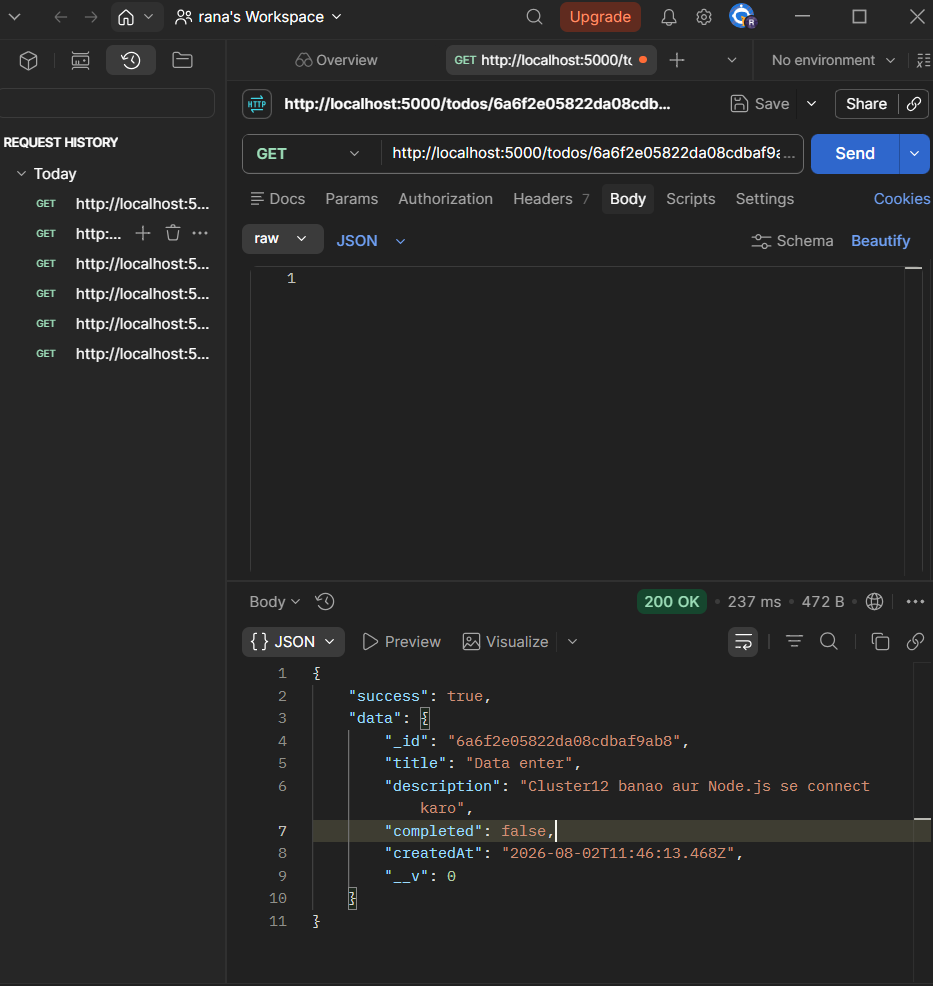 rana's Workspace
Upgrade
R
Overview
GET http://localhost:5000/to
No environment
HTTP
http://localhost:5000/todos/6a6f2e05822da08cdb...
Save
Share
GET
http://localhost:5000/todos/6a6f2e05822da08cdbaf9a...
Send
Docs
Params
Authorization
Headers 7
Body
Scripts
Settings
Cookies
raw
JSON
Schema
Beautify
1
REQUEST HISTORY
Today
GET http://localhost:5...
GET http:...
GET http://localhost:5...
GET http://localhost:5...
GET http://localhost:5...
GET http://localhost:5...
Body
200 OK
237 ms
472 B
{} JSON
Preview
Visualize
1 {
2 "success": true,
3 "data": {
4 "_id": "6a6f2e05822da08cdbaf9ab8",
5 "title": "Data enter",
6 "description": "Cluster12 banao aur Node.js se connect
karo",
7 "completed": false,
8 "createdAt": "2026-08-02T11:46:13.468Z",
9 "__v": 0
10 }
11 }